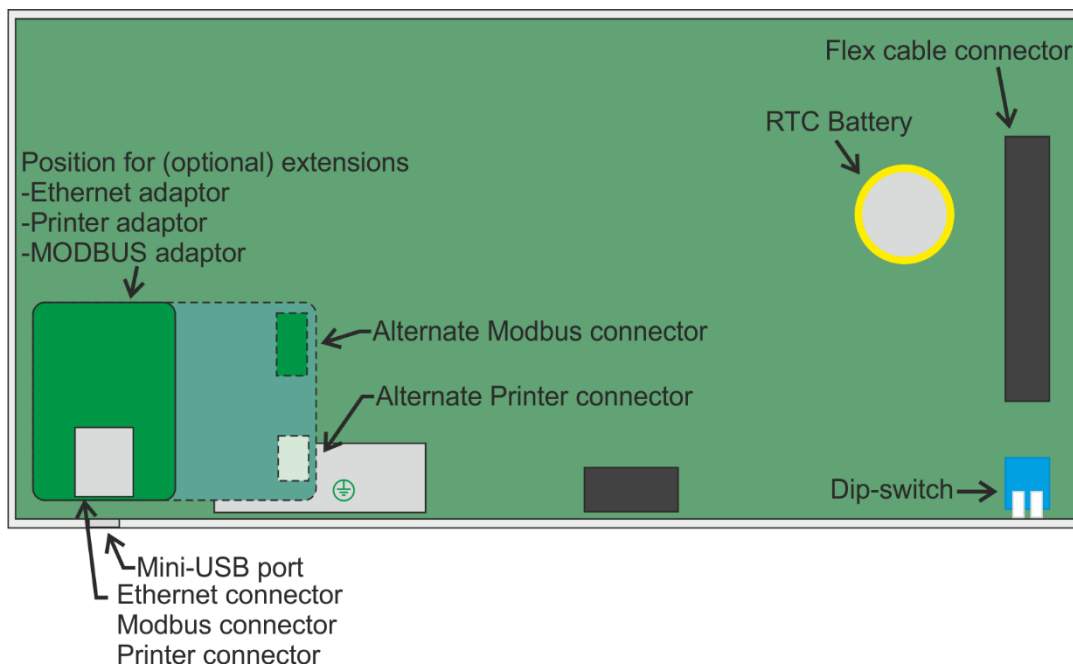 Flex cable connector
RTC Battery
Position for (optional) extensions
-Ethernet adaptor
-Printer adaptor
-MODBUS adaptor
Alternate Modbus connector
Alternate Printer connector
Dip-switch
Mini-USB port
Ethernet connector
Modbus connector
Printer connector